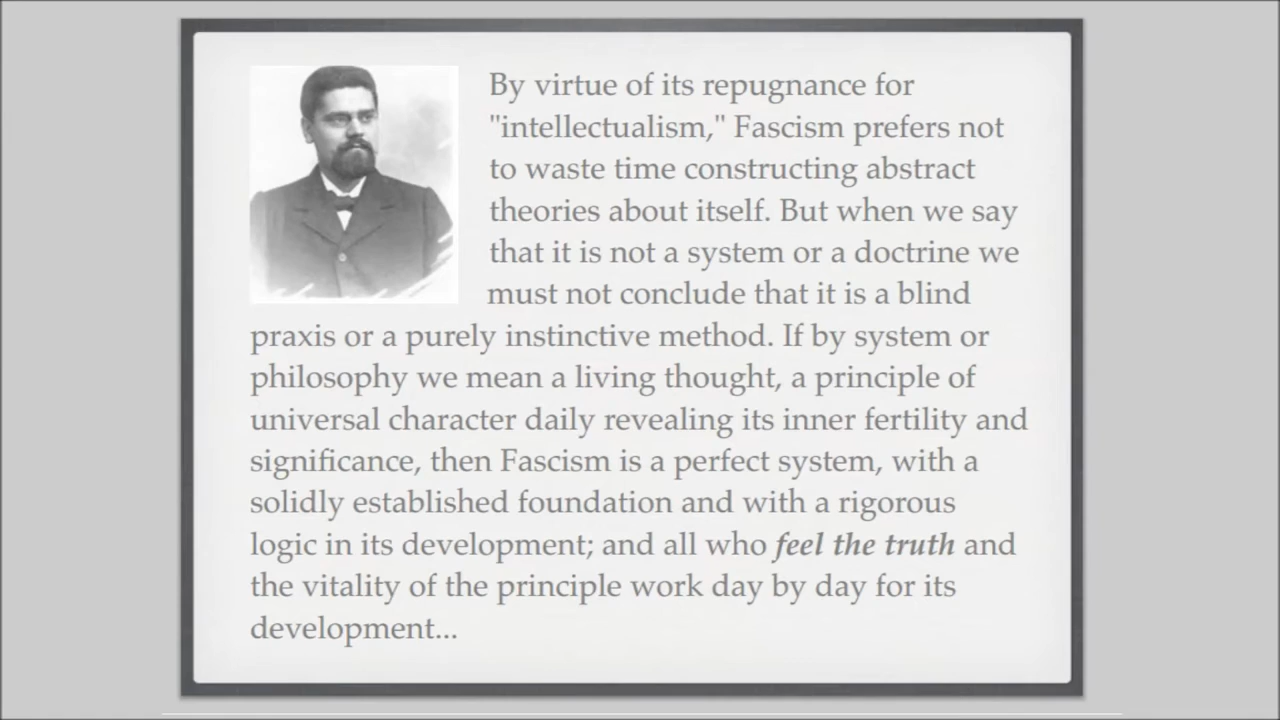 By virtue of its repugnance for
"intellectualism," Fascism prefers not
to waste time constructing abstract
theories about itself. But when we say
that it is not a system or a doctrine we
must not conclude that it is a blind
praxis or a purely instinctive method. If by system or
philosophy we mean a living thought, a principle of
universal character daily revealing its inner fertility and
significance, then Fascism is a perfect system, with a
solidly established foundation and with a rigorous
logic in its development; and all who feel the truth and
the vitality of the principle work day by day for its
development...